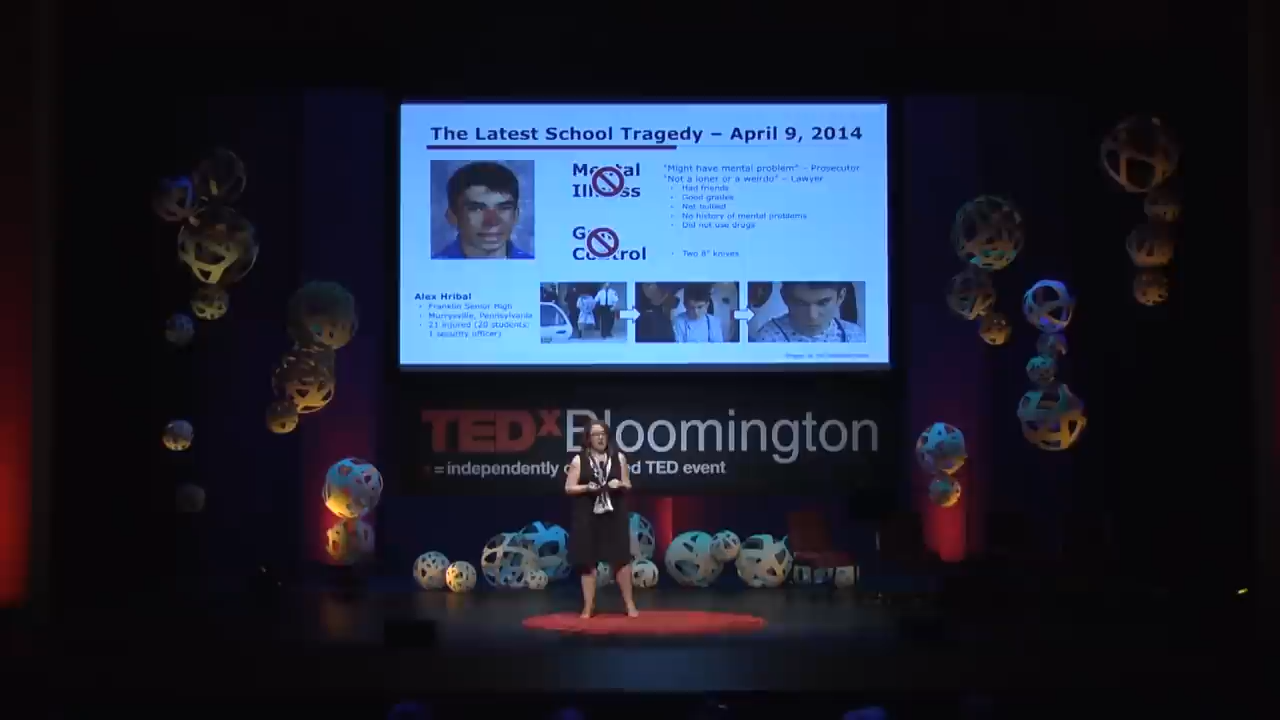 The Latest School Tragedy – April 9, 2014
Mental
Illness
"Might have mental problem" – Prosecutor
"Not a loner or a weirdo" – Lawyer
Had friends
Good grades
Not bullied
No history of mental problems
Did not use drugs
Gun
Control
Two 8" knives
Alex Hribal
Franklin Senior High
Murrysville, Pennsylvania
21 injured (20 students;
1 security officer)
TEDxBloomington
x = independently organized TED event